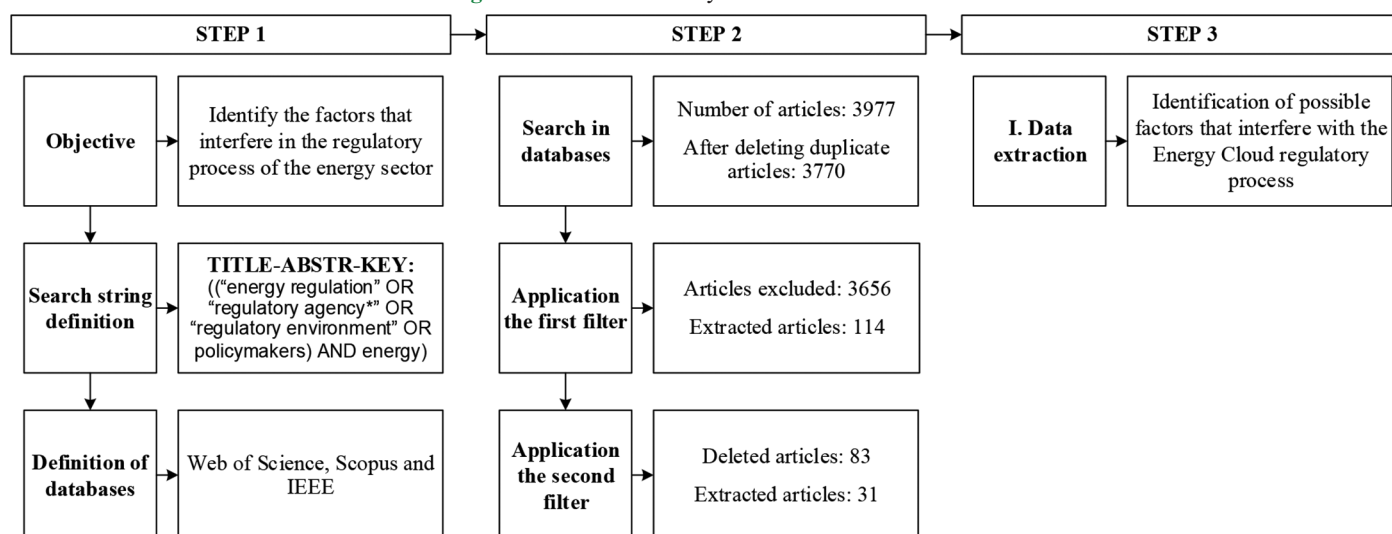 STEP 1
STEP 2
STEP 3
Objective
Identify the factors that
interfere in the regulatory
process of the energy sector
Search string
definition
TITLE-ABSTR-KEY:
((“energy regulation” OR
“regulatory agency*” OR
“regulatory environment” OR
policymakers) AND energy)
Definition of
databases
Web of Science, Scopus and
IEEE
Search in
databases
Number of articles: 3977
After deleting duplicate
articles: 3770
Application
the first filter
Articles excluded: 3656
Extracted articles: 114
Application
the second
filter
Deleted articles: 83
Extracted articles: 31
I. Data
extraction
Identification of possible
factors that interfere with the
Energy Cloud regulatory
process